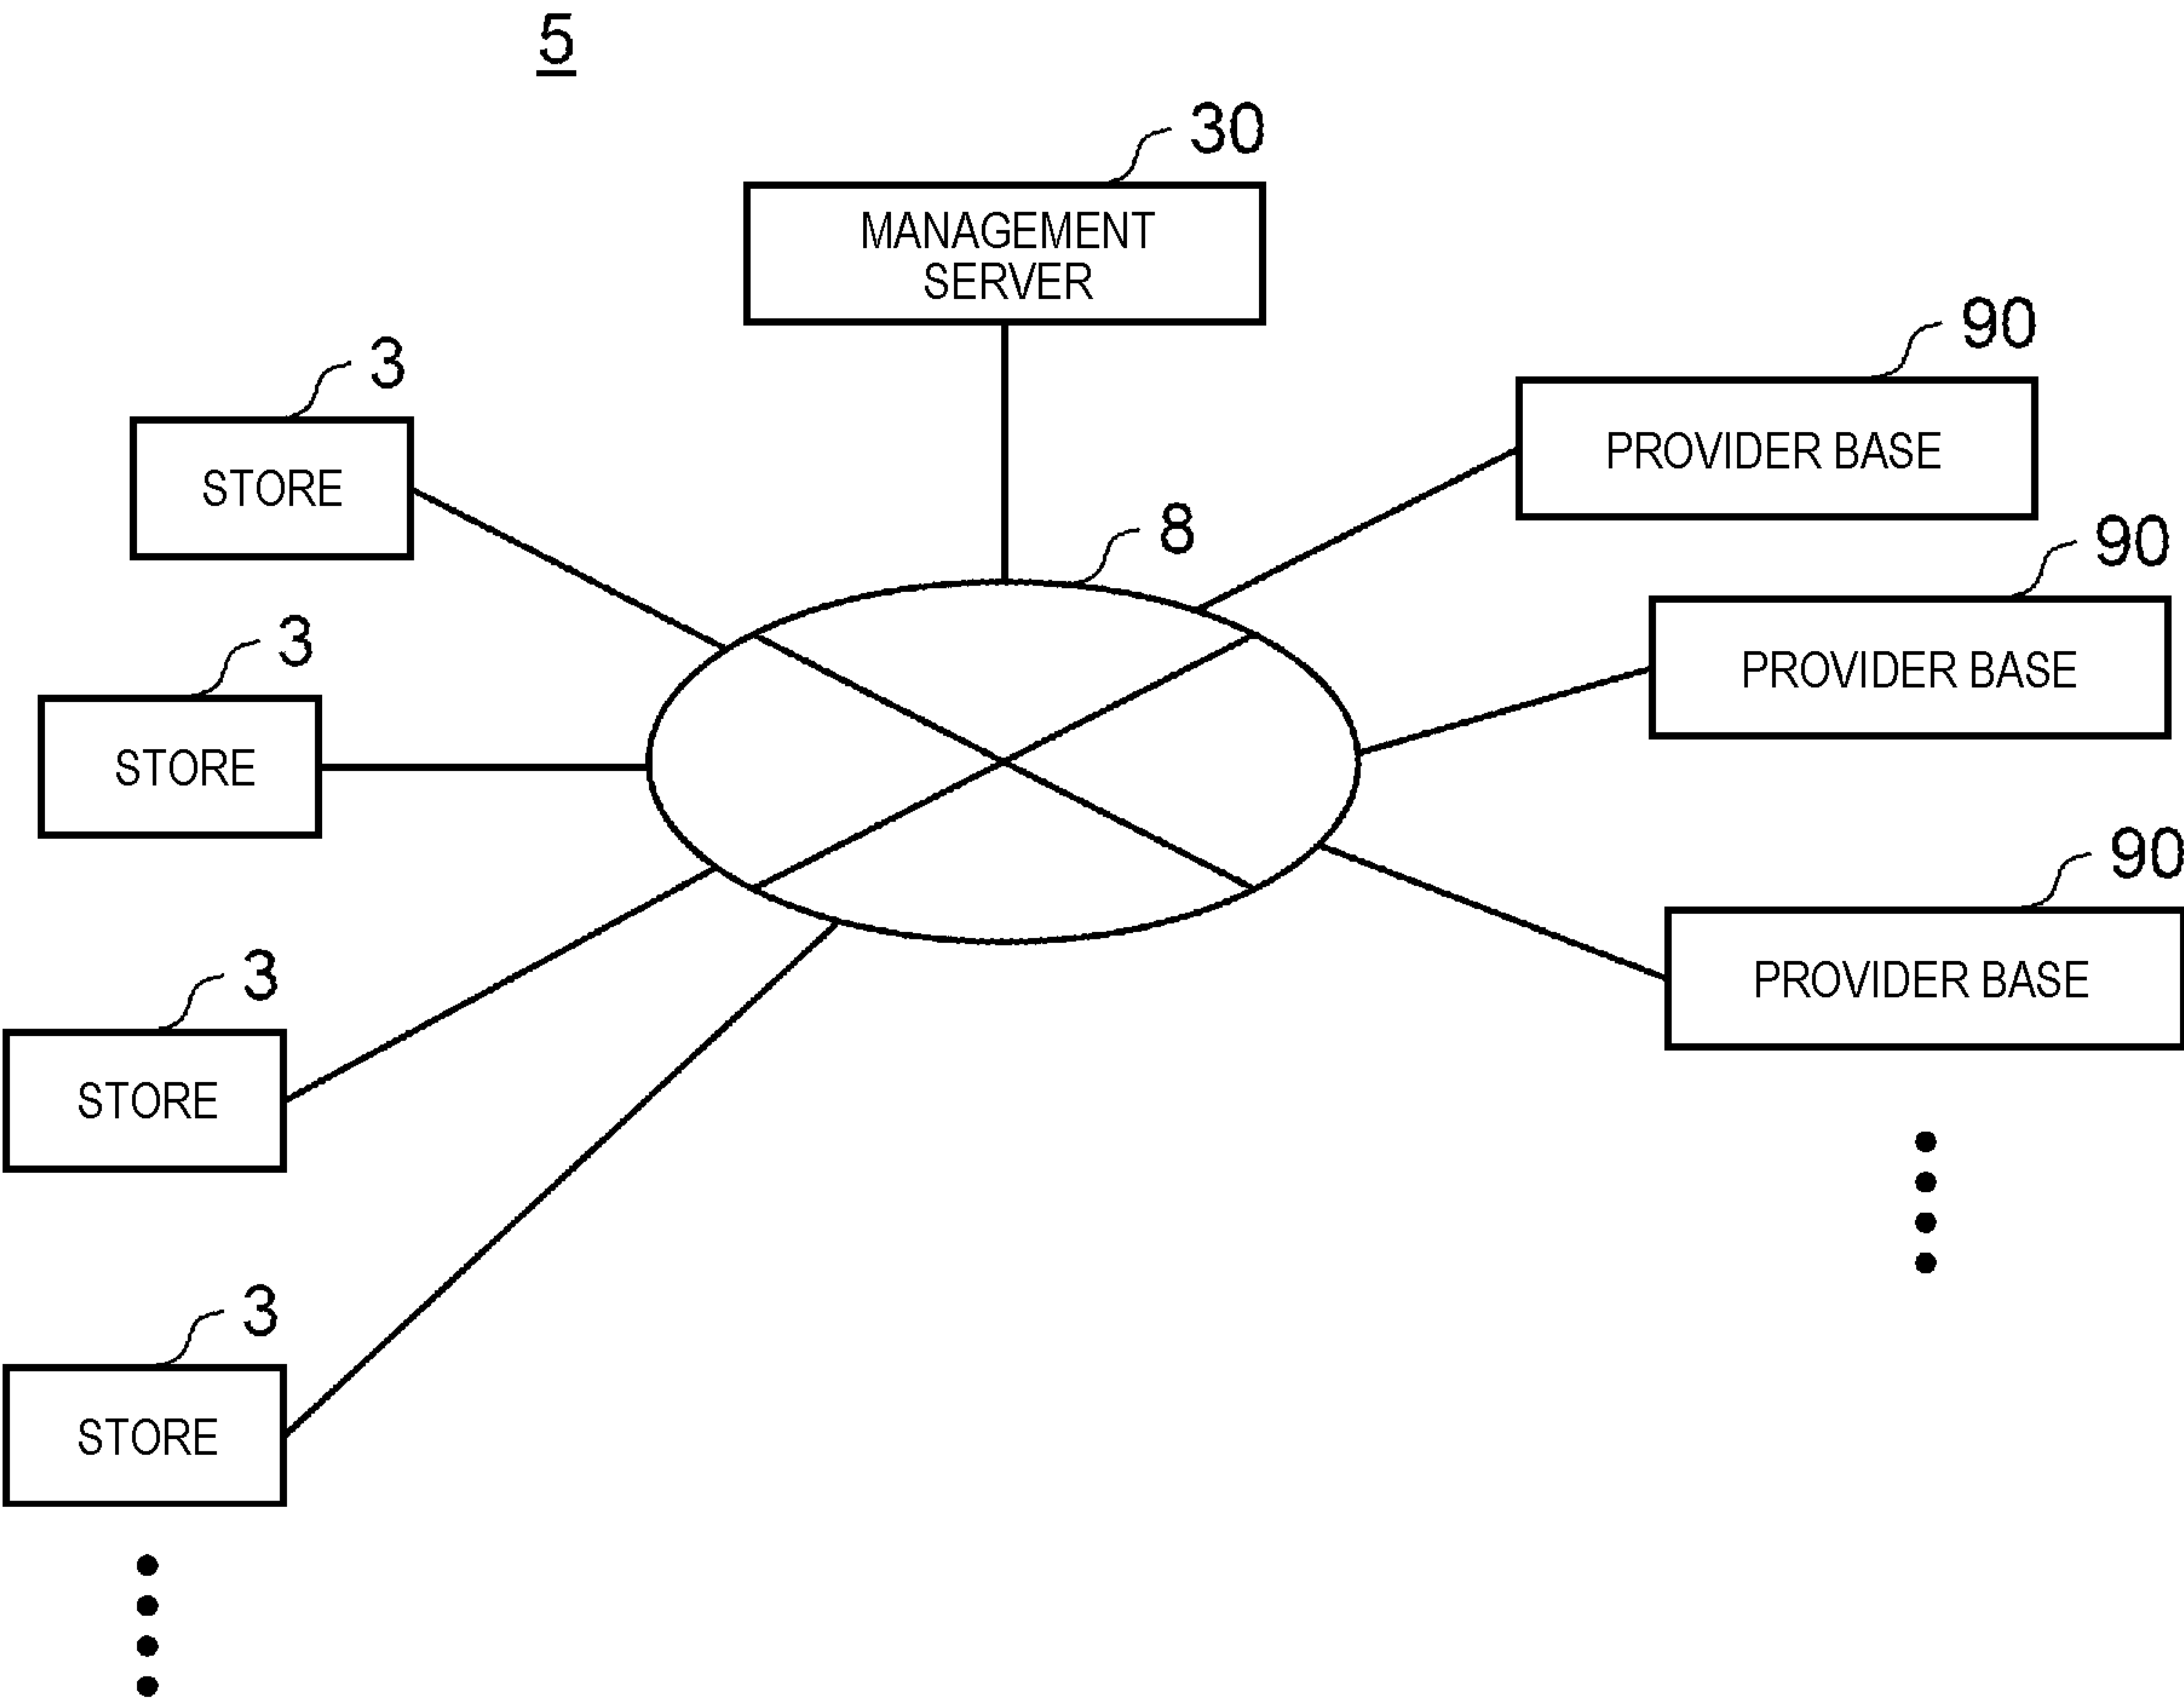 5
30
MANAGEMENT
SERVER
90
PROVIDER BASE
3
STORE
8
90
PROVIDER BASE
3
STORE
90
PROVIDER BASE
3
STORE
3
STORE